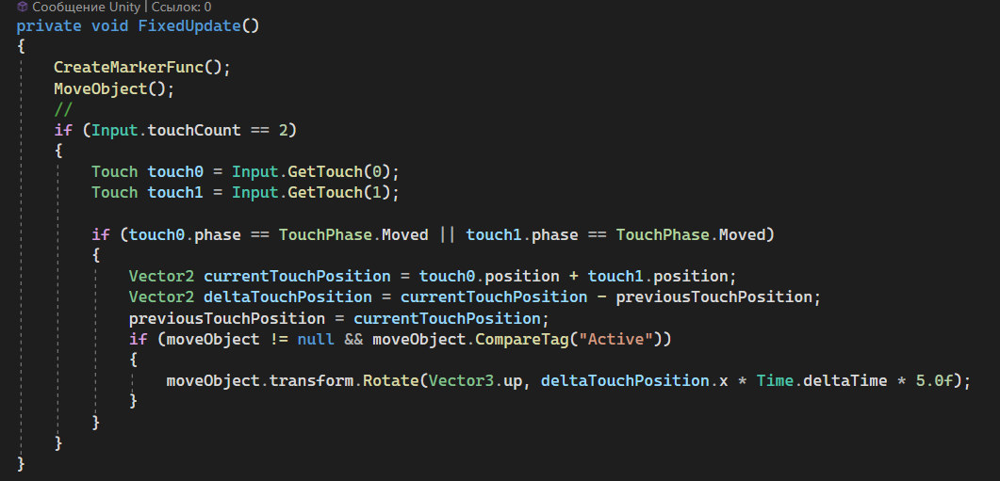 Сообщение Unity | Ссылок: 0
private void FixedUpdate()
{
CreateMarkerFunc();
MoveObject();
//
if (Input.touchCount == 2)
{
Touch touch0 = Input.GetTouch(0);
Touch touch1 = Input.GetTouch(1);
if (touch0.phase == TouchPhase.Moved || touch1.phase == TouchPhase.Moved)
{
Vector2 currentTouchPosition = touch0.position + touch1.position;
Vector2 deltaTouchPosition = currentTouchPosition - previousTouchPosition;
previousTouchPosition = currentTouchPosition;
if (moveObject != null && moveObject.CompareTag("Active"))
{
moveObject.transform.Rotate(Vector3.up, deltaTouchPosition.x * Time.deltaTime * 5.0f);
}
}
}
}